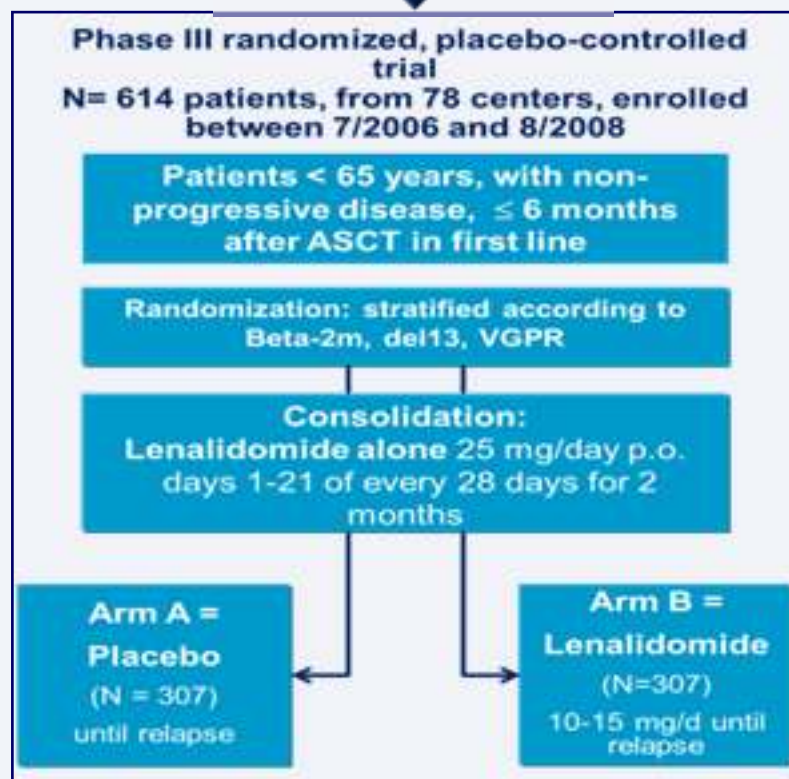 Phase III randomized, placebo-controlled
trial
N= 614 patients, from 78 centers, enrolled
between 7/2006 and 8/2008
Patients < 65 years, with non-
progressive disease, ≤ 6 months
after ASCT in first line
Randomization: stratified according to
Beta-2m, del13, VGPR
Consolidation:
Lenalidomide alone 25 mg/day p.o.
days 1-21 of every 28 days for 2
months
Arm A =
Placebo
(N = 307)
until relapse
Arm B =
Lenalidomide
(N=307)
10-15 mg/d until
relapse